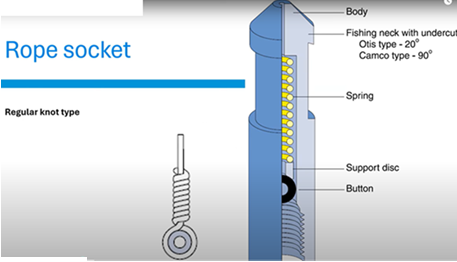 Rope socket
Regular knot type
Body
Fishing neck with undercut
Otis type - 20°
Camco type - 90°
Spring
Support disc
Button